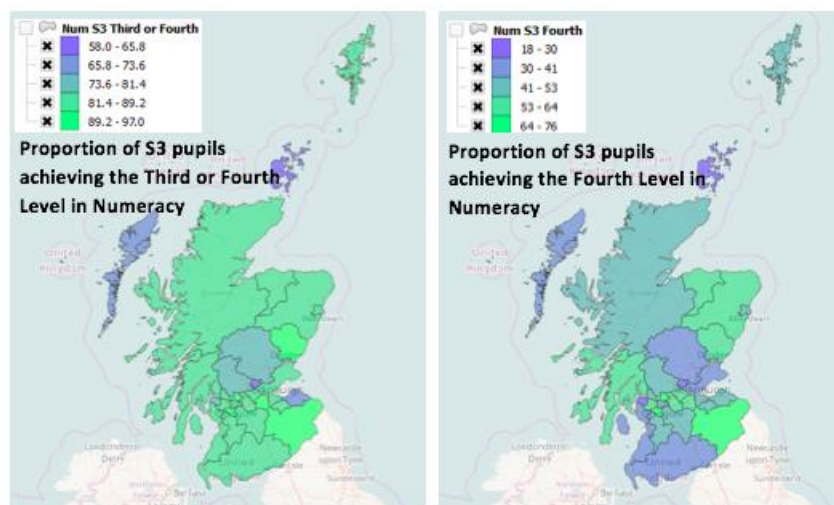 Num S3 Third or Fourth
58.0 - 65.8
65.8 - 73.6
73.6 - 81.4
81.4 - 89.2
89.2 - 97.0
Proportion of S3 pupils
achieving the Third or Fourth
Level in Numeracy
United
Kingdom
Londonderry
Derry
United
Newcastle
upon Tyne
Sunderland
Num S3 Fourth
18 - 30
30 - 41
41 - 53
53 - 64
64 - 76
Proportion of S3 pupils
achieving the Fourth Level in
Numeracy
United
Kingdom
Londonderry
Derry
United
Newcastle
upon Tyne
Sunderland